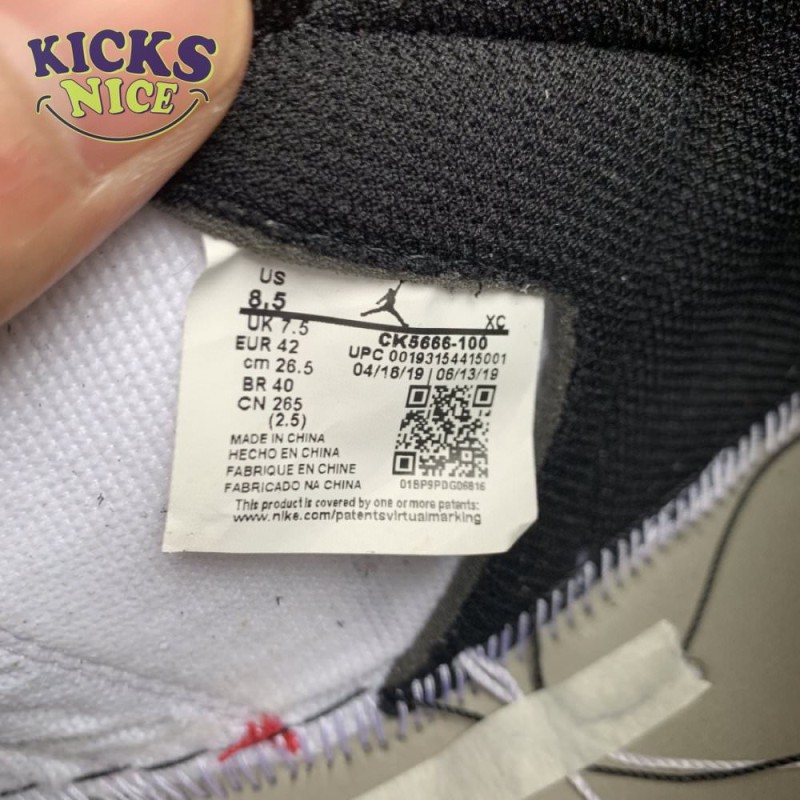 KICKS
NICE
US
8.5
XC
UK 7.5
CK5666-100
EUR 42
UPC 00193154415001
cm 26.5
04/16/19 | 06/13/19
BR 40
CN 265
(2.5)
MADE IN CHINA
HECHO EN CHINA
FABRIQUE EN CHINE
FABRICADO NA CHINA
This product is covered by one or more patents:
www.nike.com/patentsvirtualmarking